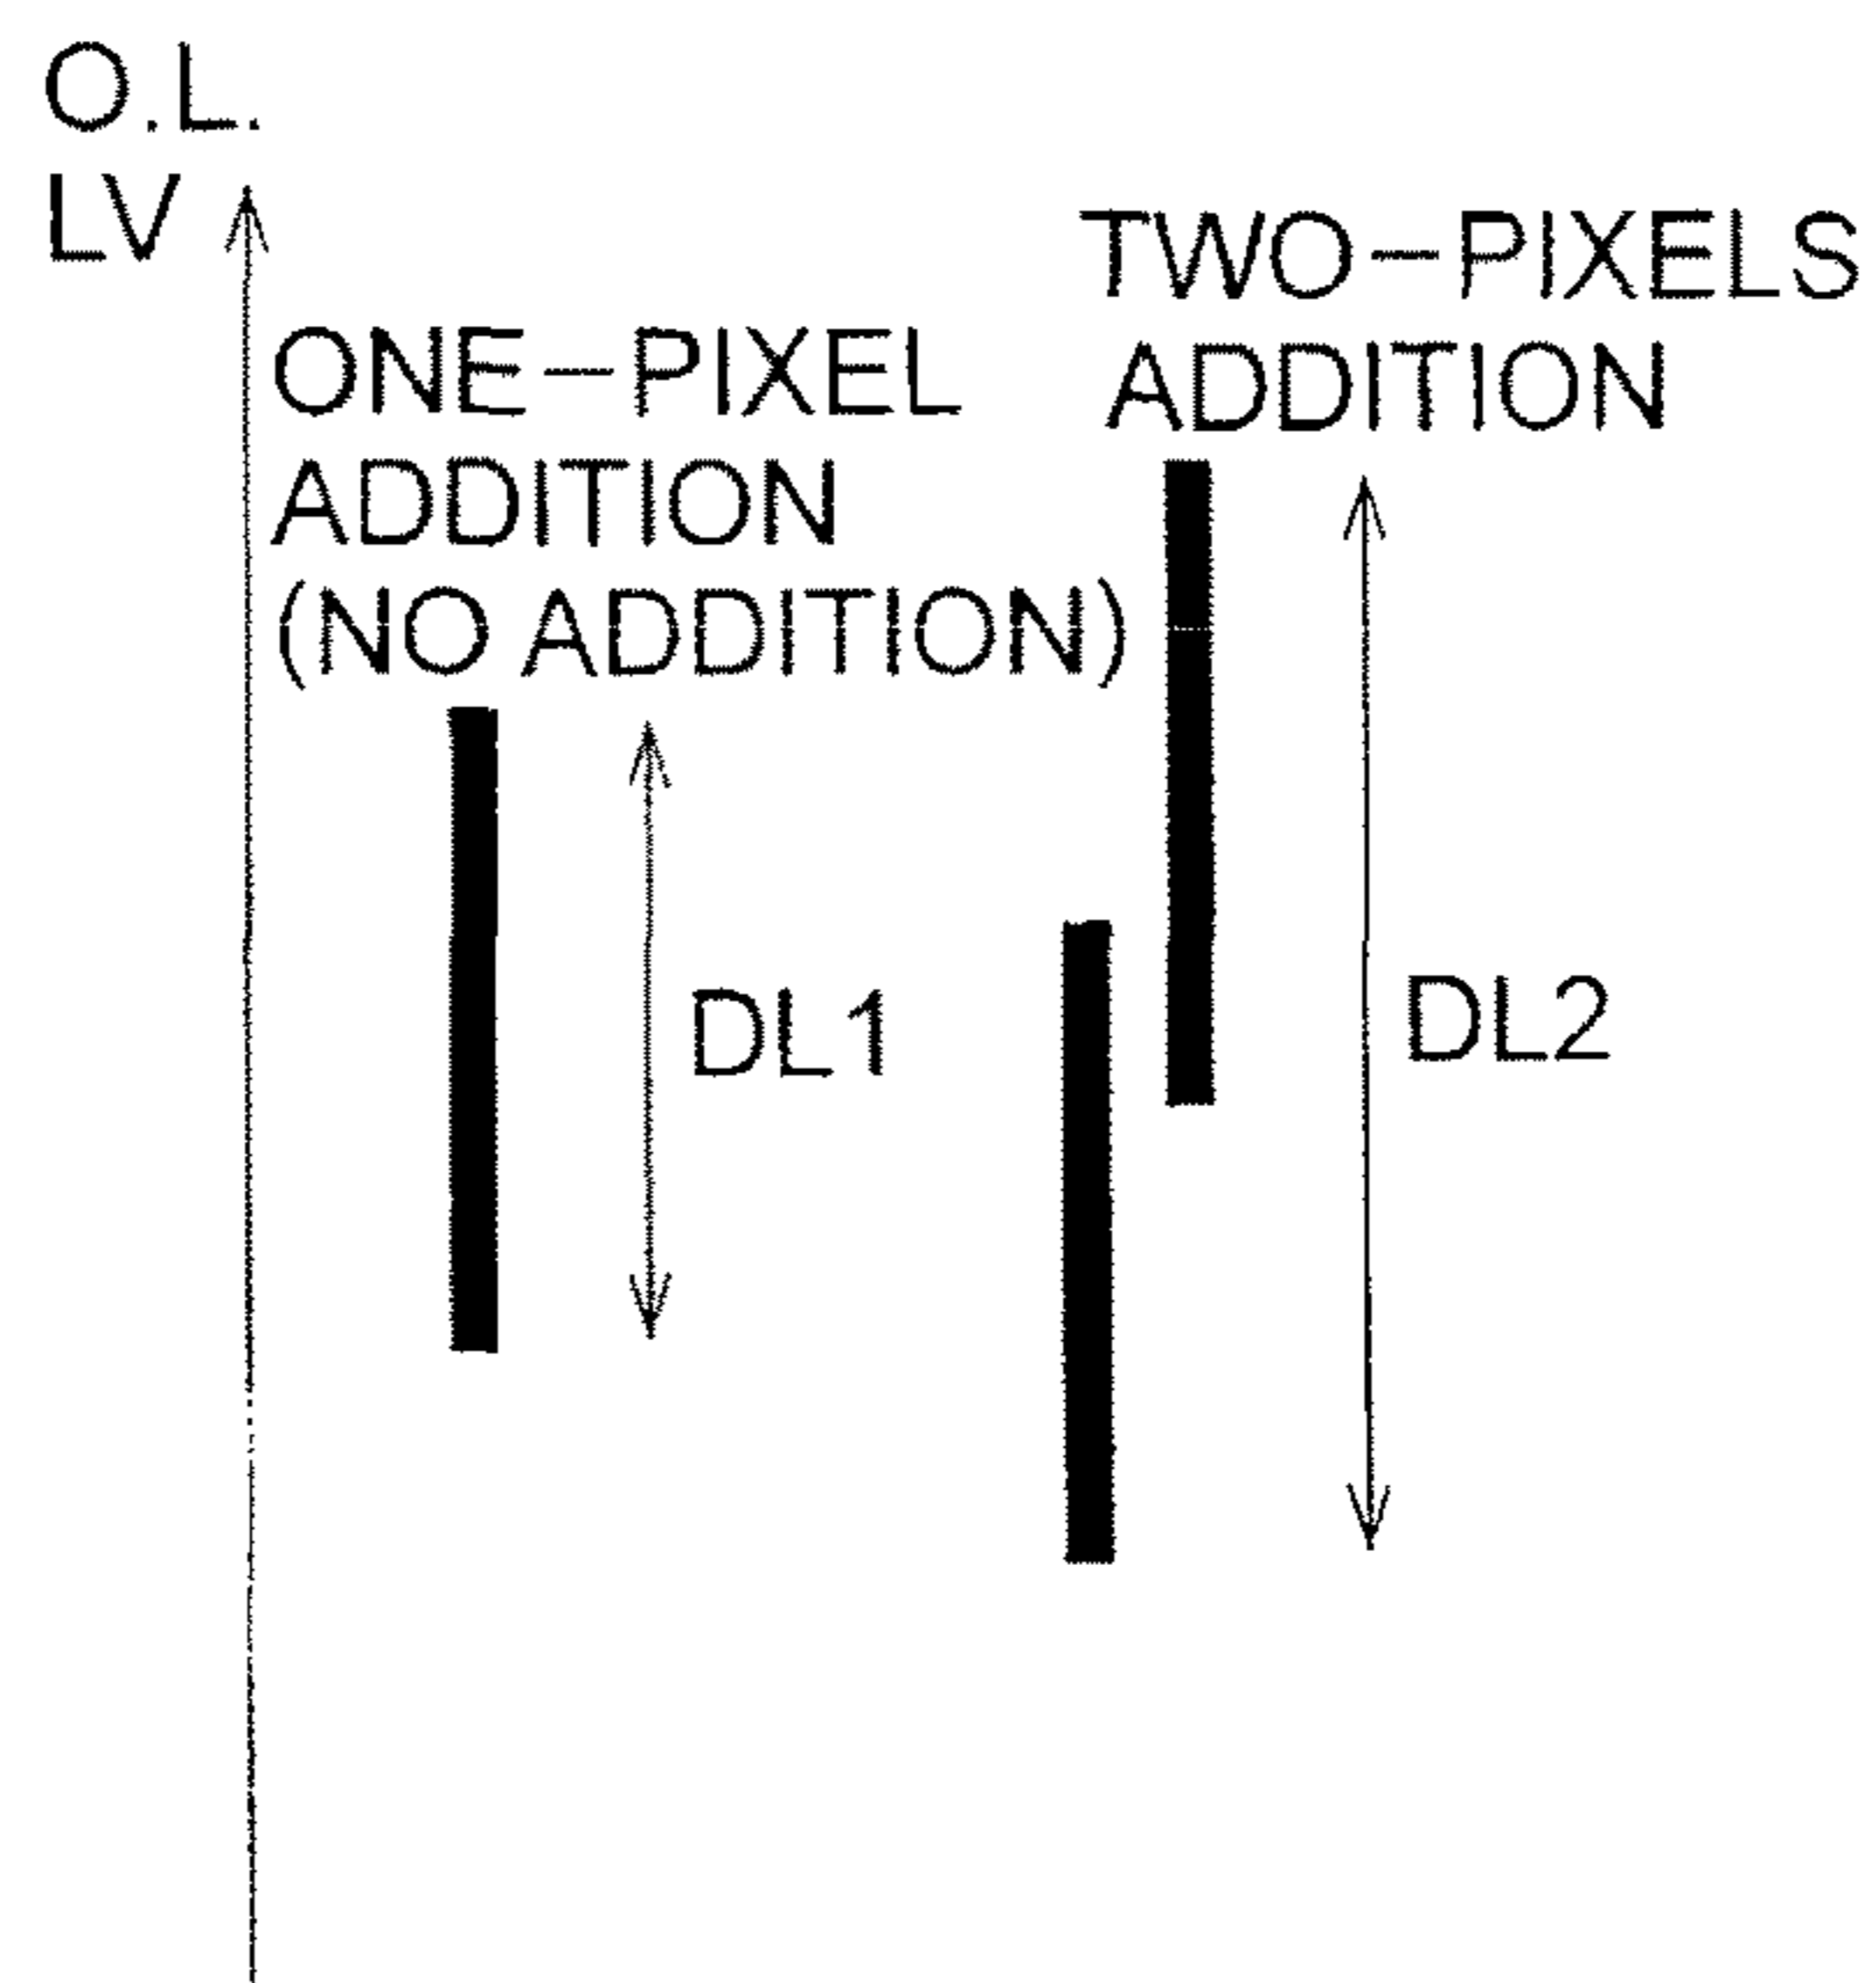 O.L.
LV
ONE-PIXEL
ADDITION
(NO ADDITION)
TWO-PIXELS
ADDITION
DL1
DL2